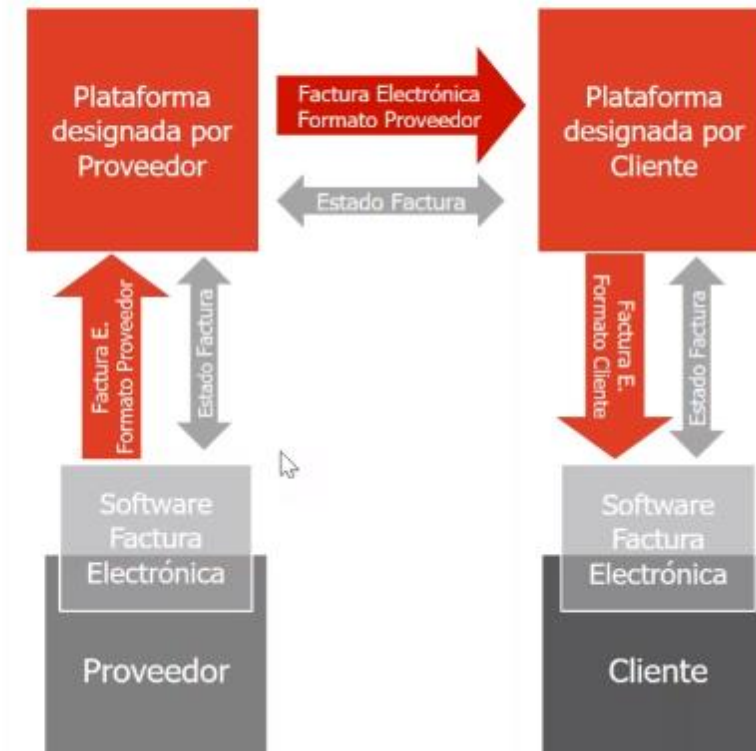 Plataforma
designada por
Proveedor
Factura Electrónica
Formato Proveedor
Estado Factura
Plataforma
designada por
Cliente
Factura E.
Formato Proveedor
Estado Factura
Factura E.
Formato Cliente
Estado Factura
Software
Factura
Electrónica
Proveedor
Software
Factura
Electrónica
Cliente